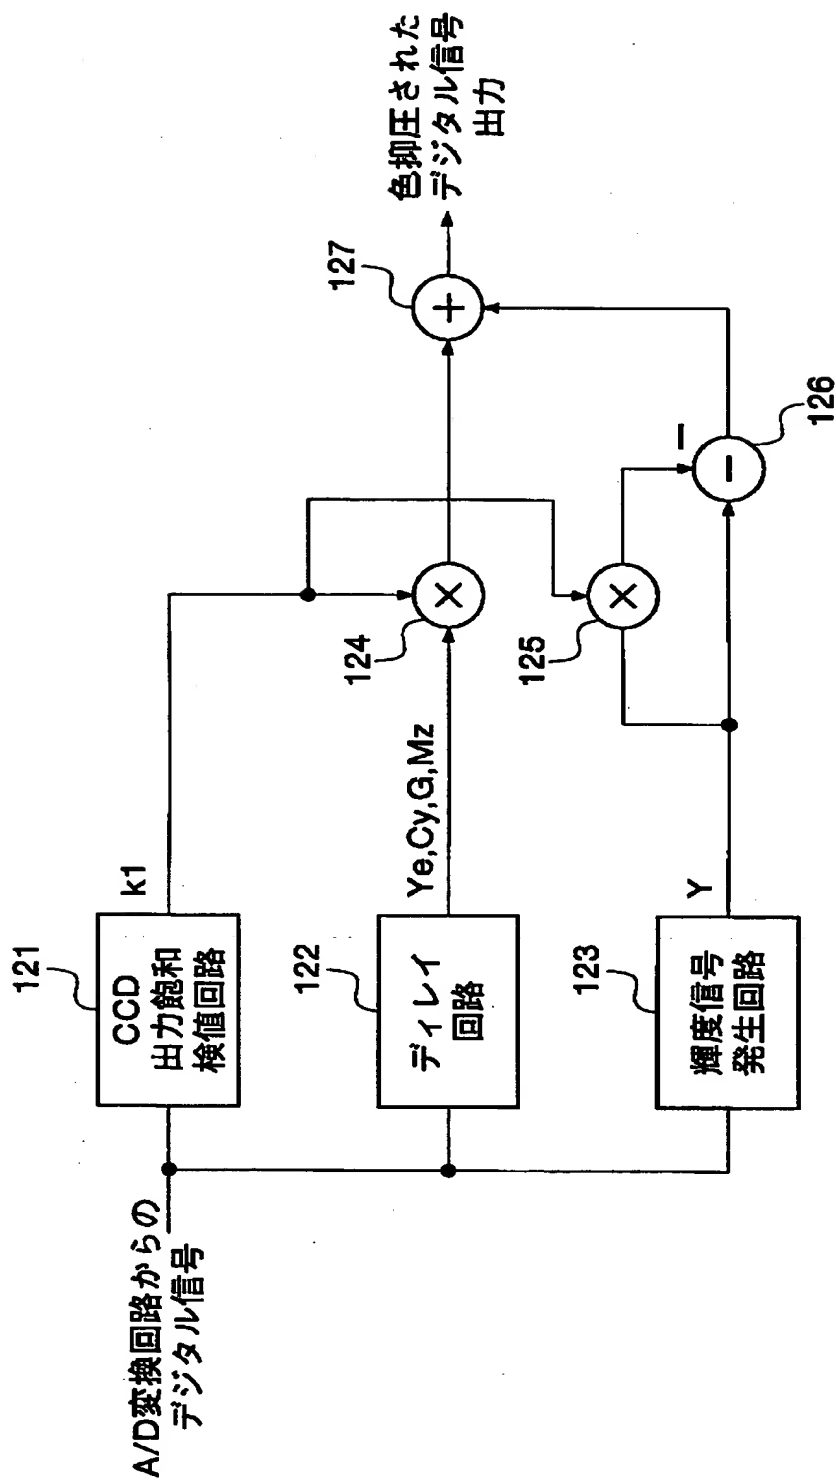 A/D変換回路からの
デジタル信号
121
CCD
出力飽和
検値回路
k1
122
ディレイ
回路
Ye,Cy,G,Mz
123
輝度信号
発生回路
Y
124
×
125
×
126
-
-
127
+
色抑圧された
デジタル信号
出力